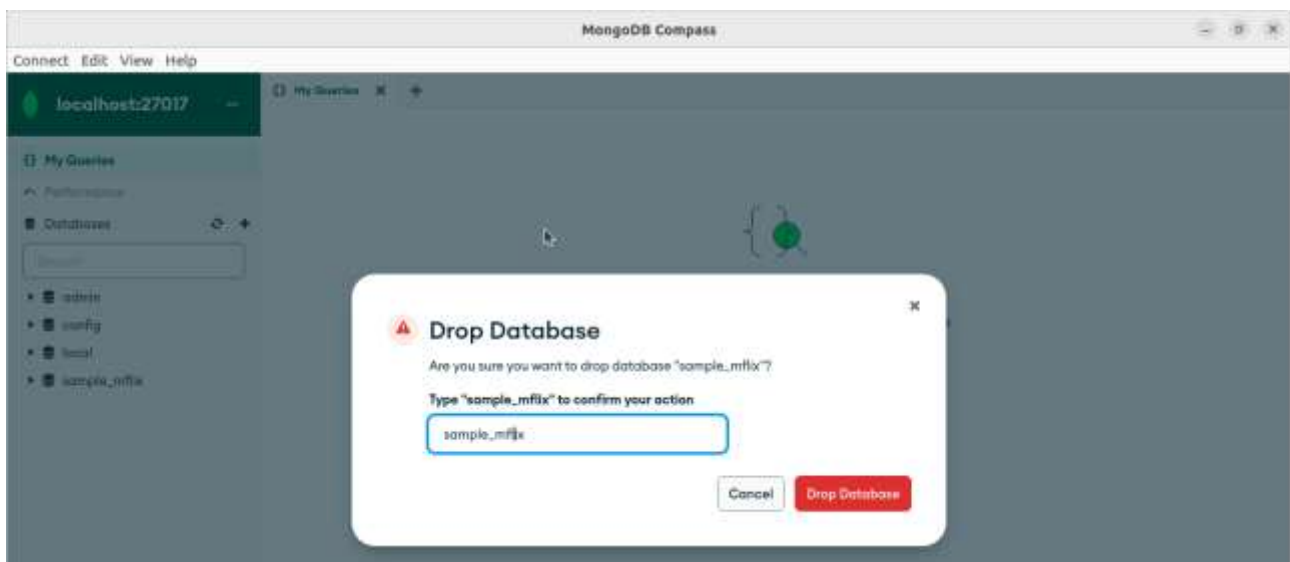 MongoDB Compass
Connect Edit View Help
localhost:27017
My Queries
My Queries
Performance
Databases
Search
admin
config
local
sample_mflix
Drop Database
Are you sure you want to drop database "sample_mflix"?
Type "sample_mflix" to confirm your action
sample_mflix
Cancel Drop Database